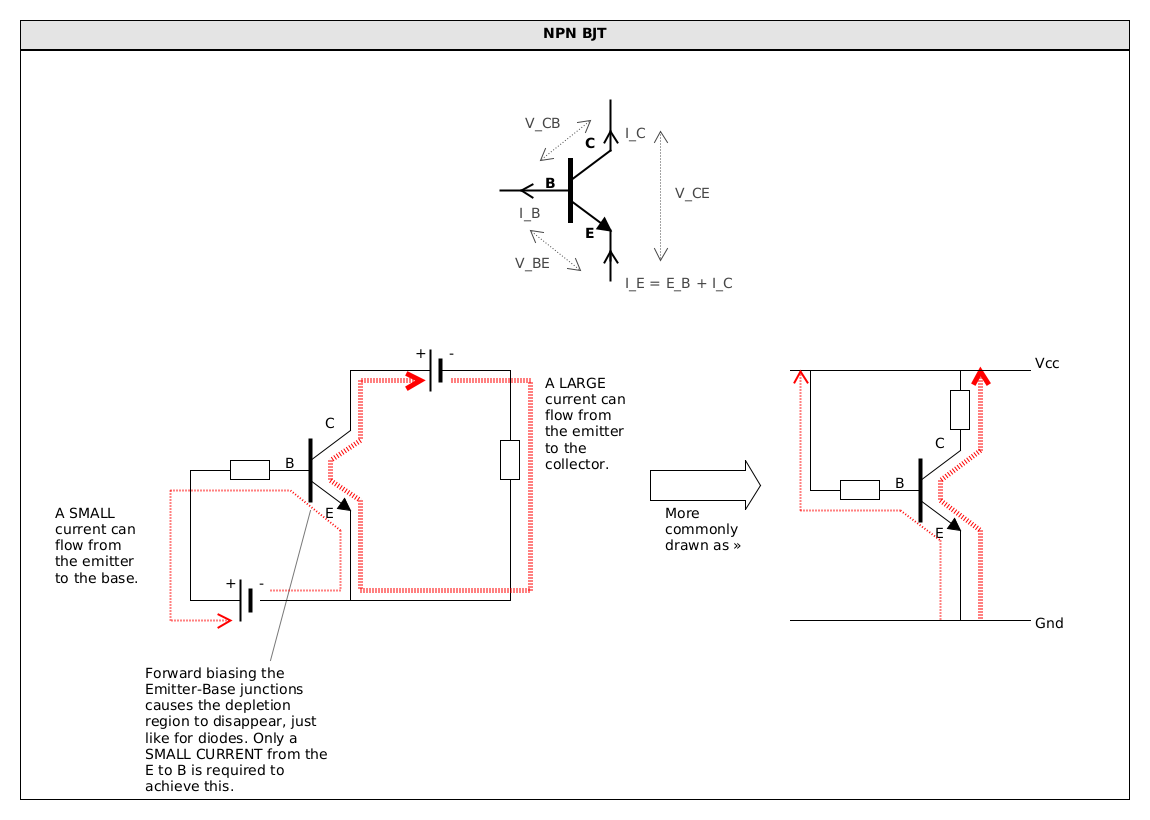 NPN BJT
V_CB
C
I_C
B
V_CE
I_B
E
V_BE
I_E = E_B + I_C
+
-
A LARGE
current can
flow from
the emitter
to the
collector.
C
B
E
A SMALL
current can
flow from
the emitter
to the base.
+
-
Forward biasing the
Emitter-Base junctions
causes the depletion
region to disappear, just
like for diodes. Only a
SMALL CURRENT from the
E to B is required to
achieve this.
More
commonly
drawn as »
Vcc
C
B
E
Gnd